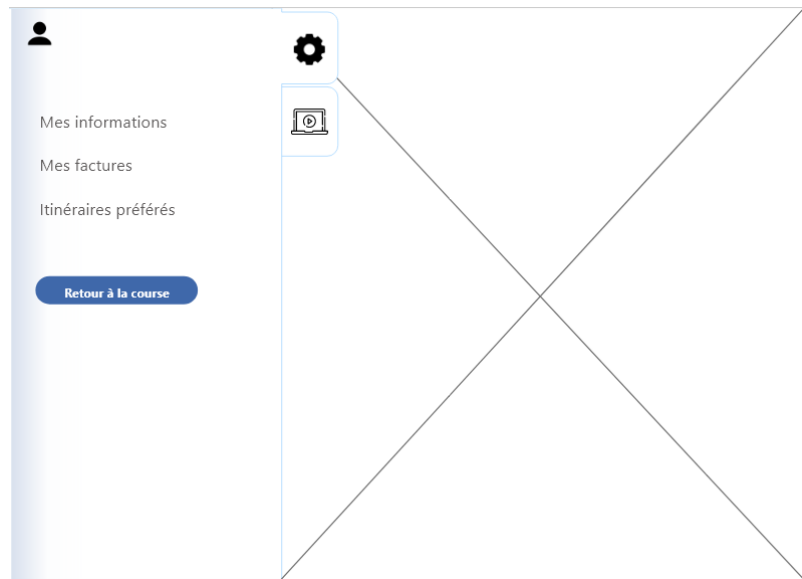 Mes informations
Mes factures
Itinéraires préférés
Retour à la course